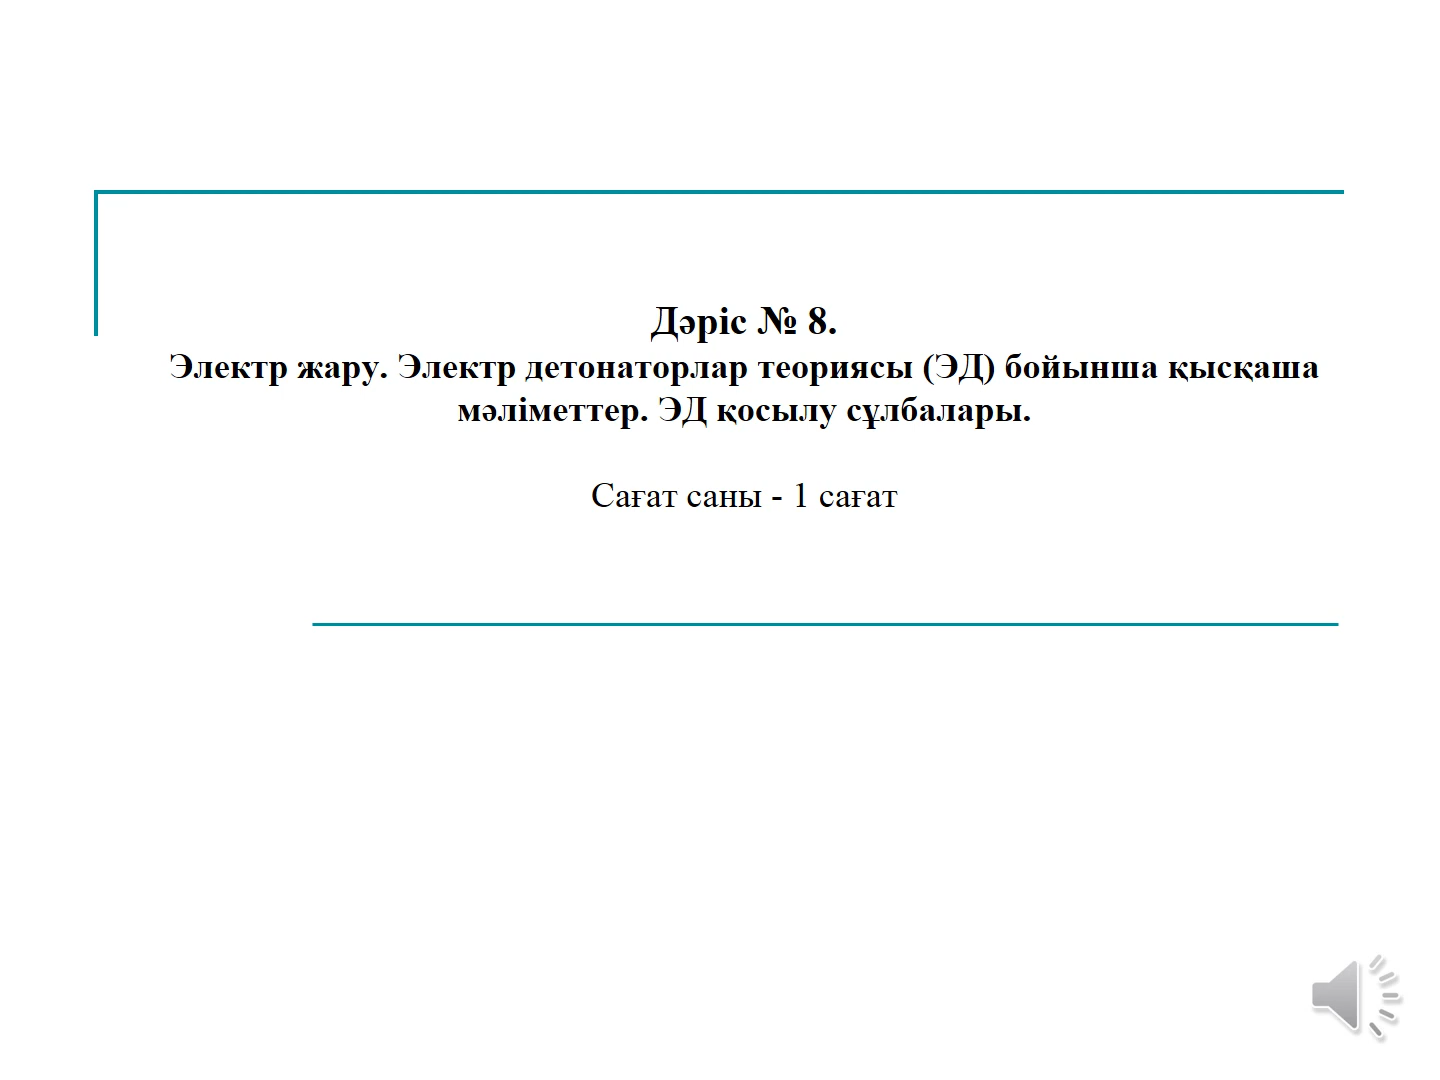 Дәріс № 8.
Электр жару. Электр детонаторлар теориясы (ЭД) бойынша қысқаша
мәліметтер. ЭД қосылу сұлбалары.
Сағат саны - 1 сағат